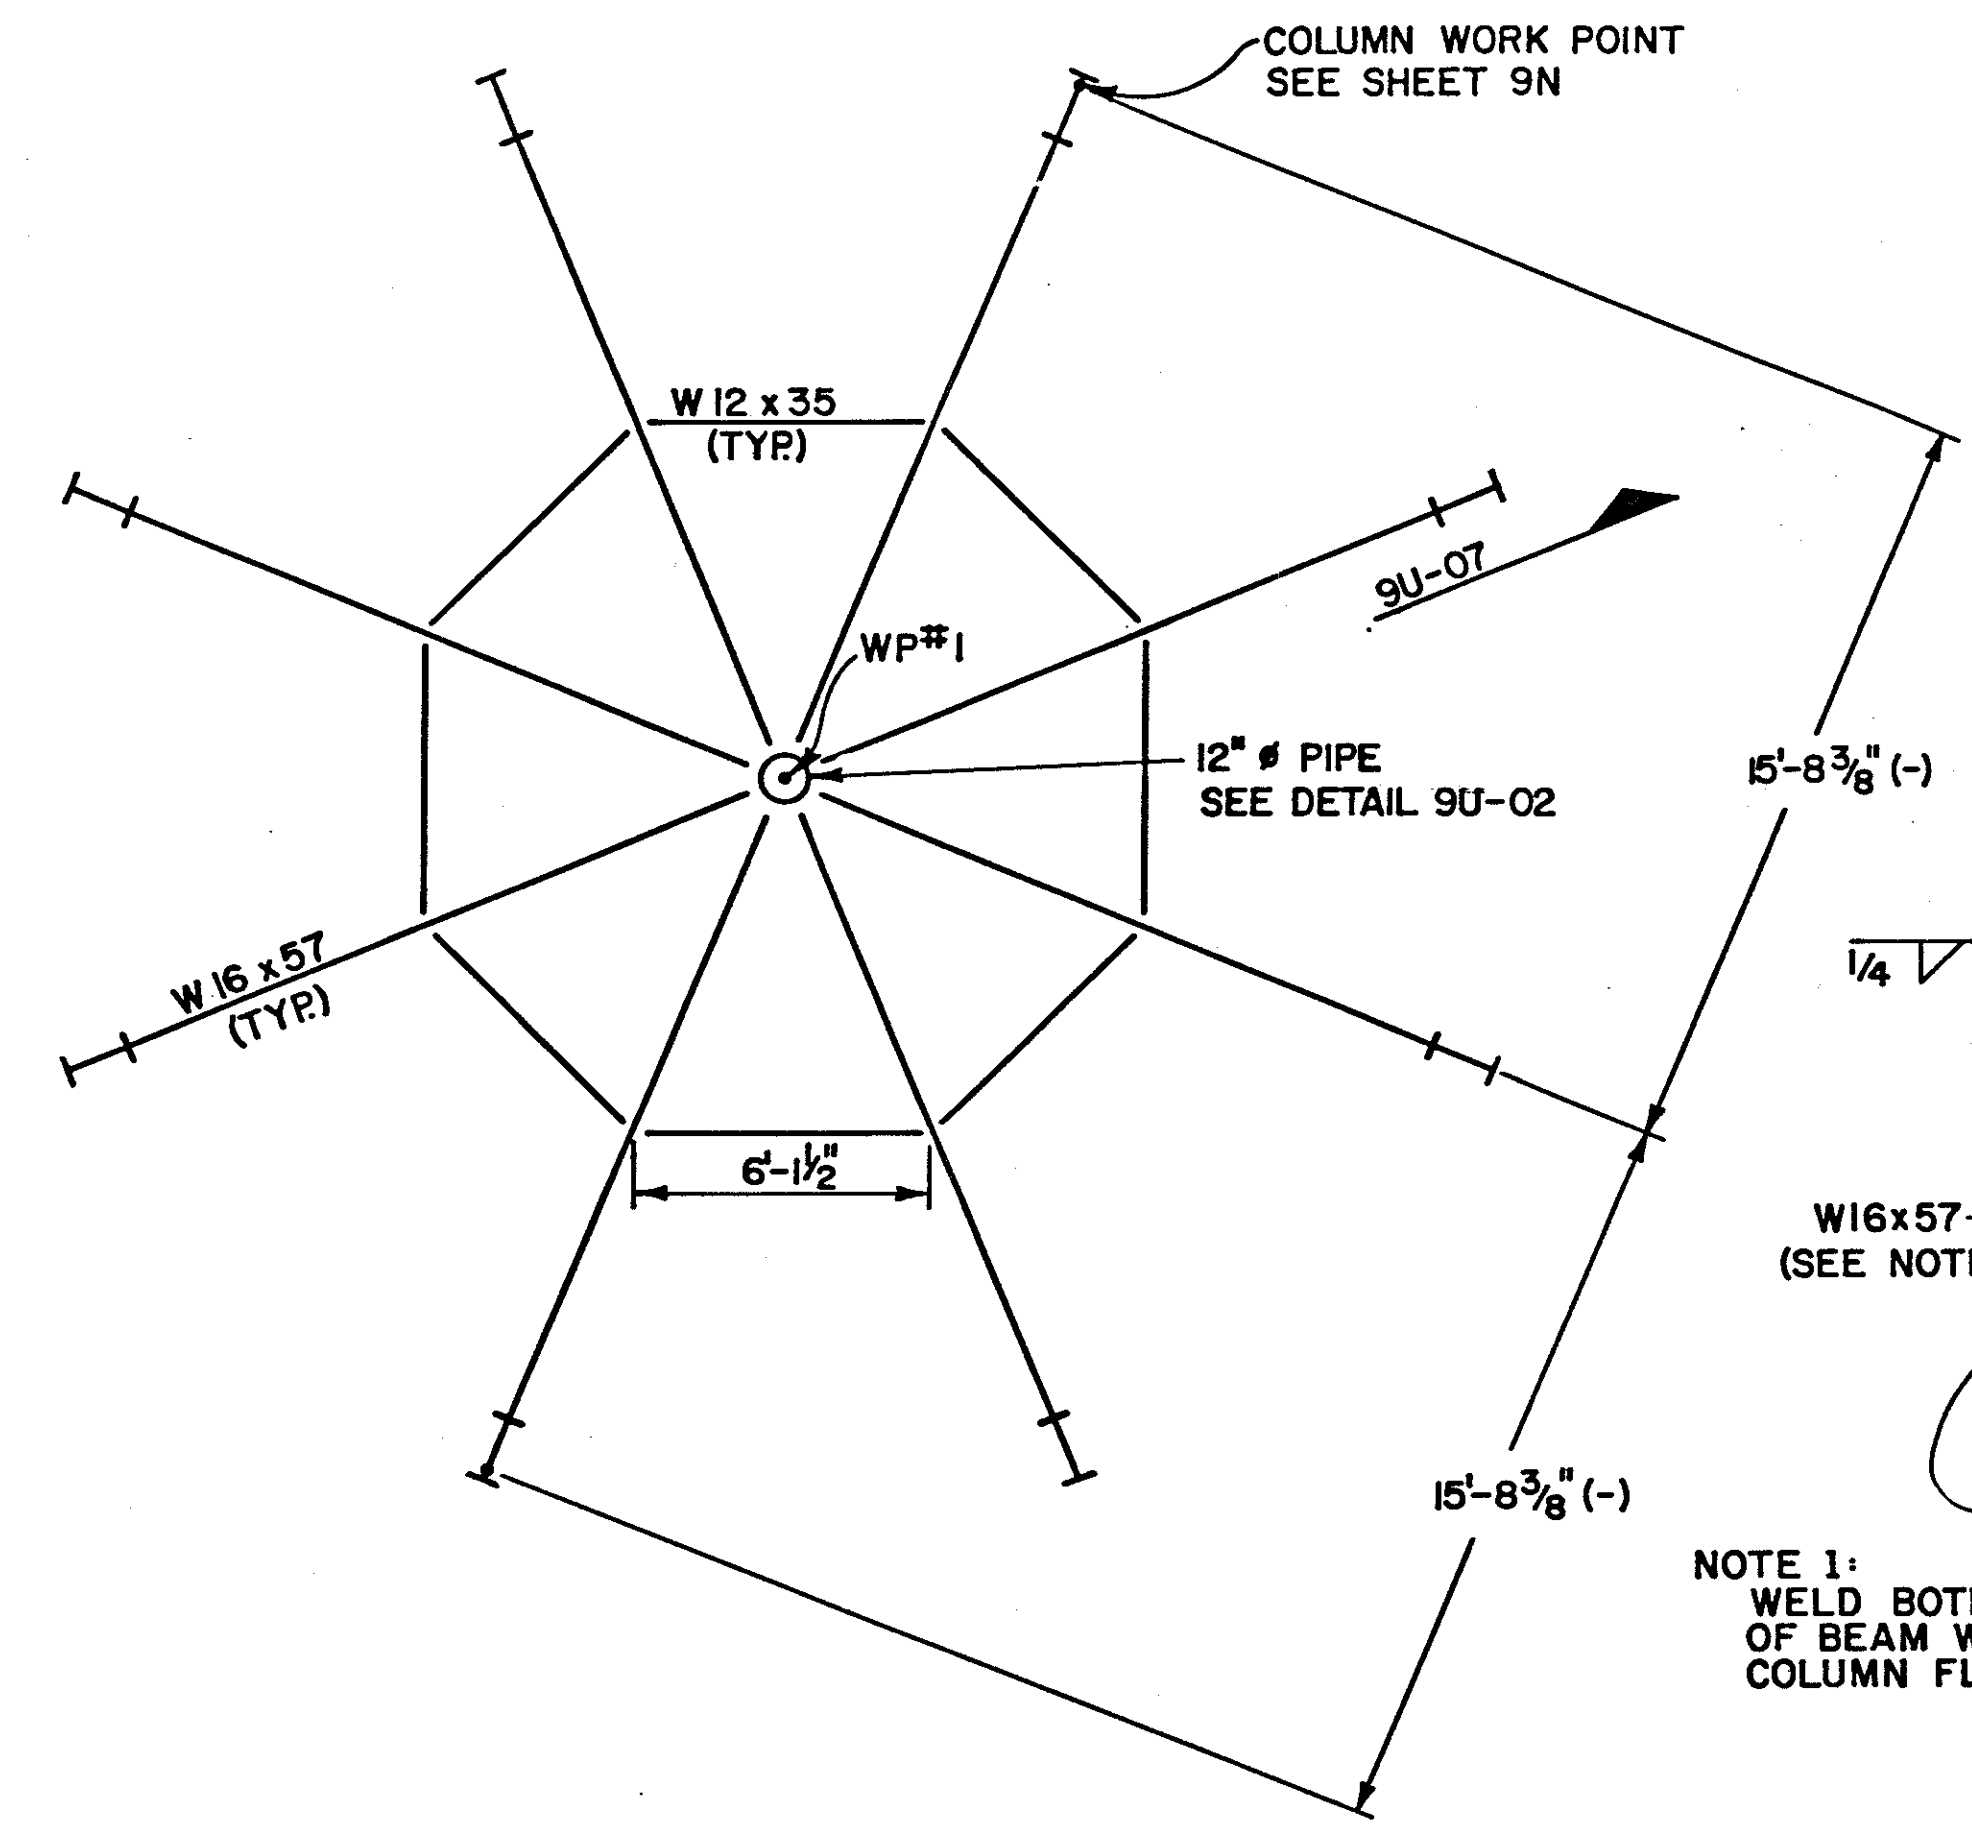 COLUMN WORK POINT
SEE SHEET 9N
W 12 x 35
(TYP.)
9U-07
WP#1
12" ø PIPE
SEE DETAIL 9U-02
15'-8 3/8" (-)
W 16 x 57
(TYP.)
1/4
6'-1 1/2"
W16x57-
(SEE NOT
15'-8 3/8" (-)
NOTE 1:
WELD BOT
OF BEAM W
COLUMN FL